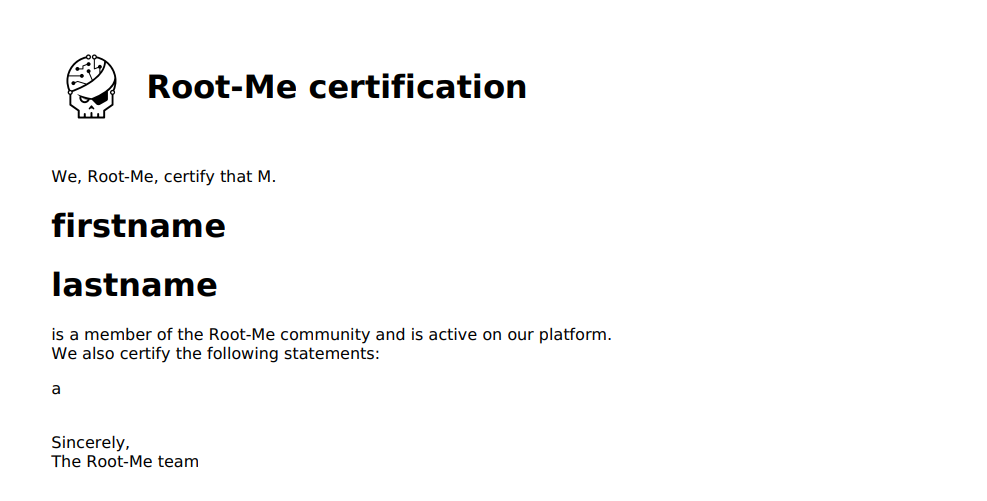 Root-Me certification
We, Root-Me, certify that M.
firstname
lastname
is a member of the Root-Me community and is active on our platform.
We also certify the following statements:
a
Sincerely,
The Root-Me team